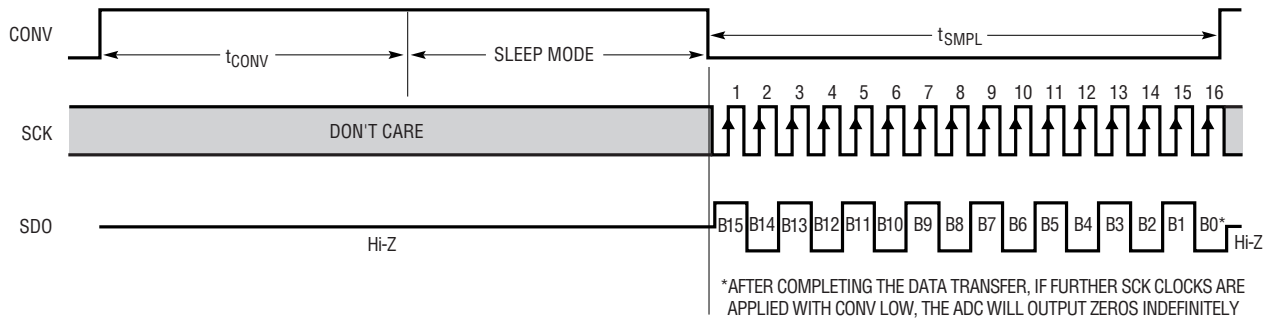 CONV
tCONV
SLEEP MODE
tSMPL
1 2 3 4 5 6 7 8 9 10 11 12 13 14 15 16
SCK
DON'T CARE
SDO
Hi-Z
B15 B14 B13 B12 B11 B10 B9 B8 B7 B6 B5 B4 B3 B2 B1 B0*
Hi-Z
*AFTER COMPLETING THE DATA TRANSFER, IF FURTHER SCK CLOCKS ARE
APPLIED WITH CONV LOW, THE ADC WILL OUTPUT ZEROS INDEFINITELY